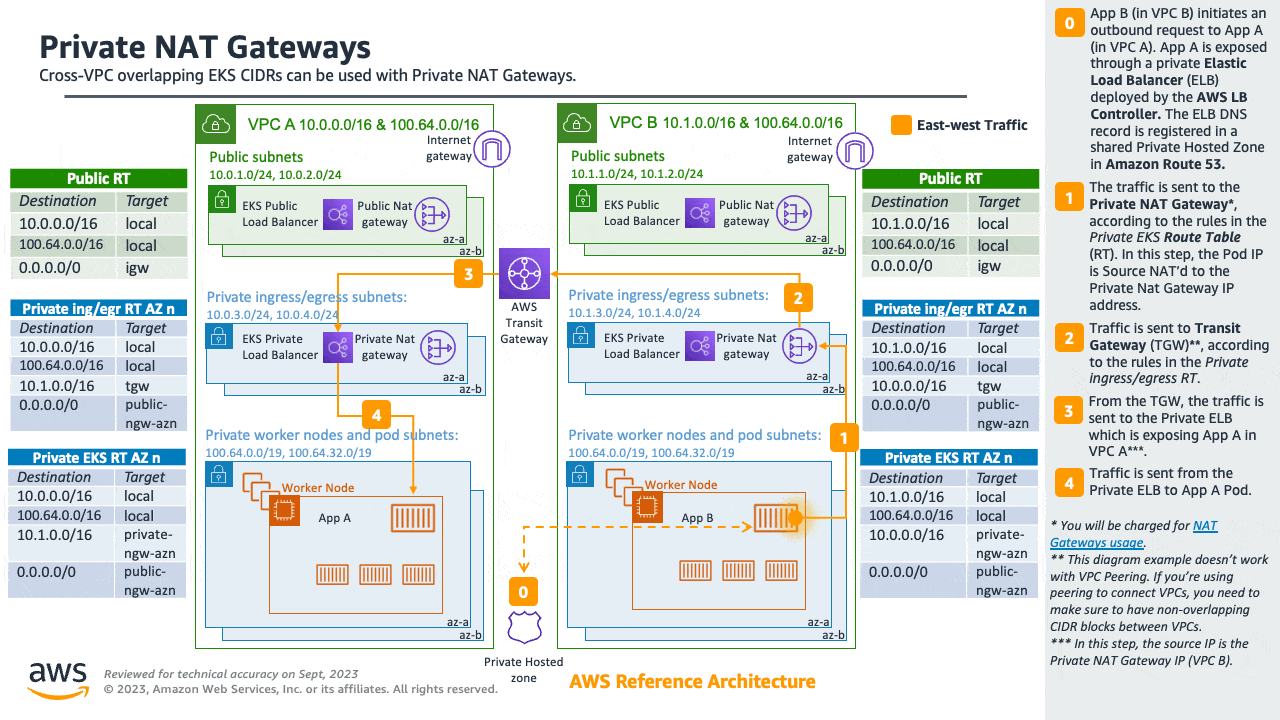 Private NAT Gateways
Cross-VPC overlapping EKS CIDRs can be used with Private NAT Gateways.
East-west Traffic
Public RT
Destination Target
10.0.0.0/16 local
100.64.0.0/16 local
0.0.0.0/0 igw
Private ing/egr RT AZ n
Destination Target
10.0.0.0/16 local
100.64.0.0/16 local
10.1.0.0/16 tgw
0.0.0.0/0 public-
ngw-azn
Private EKS RT AZ n
Destination Target
10.0.0.0/16 local
100.64.0.0/16 local
10.1.0.0/16 private-
ngw-azn
0.0.0.0/0 public-
ngw-azn
VPC A 10.0.0.0/16 & 100.64.0.0/16
Internet
gateway
Public subnets
10.0.1.0/24, 10.0.2.0/24
EKS Public
Load Balancer
Public Nat
gateway
az-a
az-b
3
Private ingress/egress subnets:
10.0.3.0/24, 10.0.4.0/24
EKS Private
Load Balancer
Private Nat
gateway
az-a
az-b
4
Private worker nodes and pod subnets:
100.64.0.0/19, 100.64.32.0/19
Worker Node
App A
az-a
az-b
AWS
Transit
Gateway
0
Private Hosted
zone
VPC B 10.1.0.0/16 & 100.64.0.0/16
Internet
gateway
Public subnets
10.1.1.0/24, 10.1.2.0/24
EKS Public
Load Balancer
Public Nat
gateway
az-a
az-b
2
Private ingress/egress subnets:
10.1.3.0/24, 10.1.4.0/24
EKS Private
Load Balancer
Private Nat
gateway
az-a
az-b
1
Private worker nodes and pod subnets:
100.64.0.0/19, 100.64.32.0/19
Worker Node
App B
az-a
az-b
Public RT
Destination Target
10.1.0.0/16 local
100.64.0.0/16 local
0.0.0.0/0 igw
Private ing/egr RT AZ n
Destination Target
10.1.0.0/16 local
100.64.0.0/16 local
10.0.0.0/16 tgw
0.0.0.0/0 public-
ngw-azn
Private EKS RT AZ n
Destination Target
10.1.0.0/16 local
100.64.0.0/16 local
10.0.0.0/16 private-
ngw-azn
0.0.0.0/0 public-
ngw-azn
0
App B (in VPC B) initiates an
outbound request to App A
(in VPC A). App A is exposed
through a private Elastic
Load Balancer (ELB)
deployed by the AWS LB
Controller. The ELB DNS
record is registered in a
shared Private Hosted Zone
in Amazon Route 53.
1
The traffic is sent to the
Private NAT Gateway*,
according to the rules in the
Private EKS Route Table
(RT). In this step, the Pod IP
is Source NAT'd to the
Private Nat Gateway IP
address.
2
Traffic is sent to Transit
Gateway (TGW)**, according
to the rules in the Private
ingress/egress RT.
3
From the TGW, the traffic is
sent to the Private ELB
which is exposing App A in
VPC A***.
4
Traffic is sent from the
Private ELB to App A Pod.
* You will be charged for NAT
Gateways usage.
** This diagram example doesn't work
with VPC Peering. If you're using
peering to connect VPCs, you need to
make sure to have non-overlapping
CIDR blocks between VPCs.
*** In this step, the source IP is the
Private NAT Gateway IP (VPC B).
aws
Reviewed for technical accuracy on Sept, 2023
© 2023, Amazon Web Services, Inc. or its affiliates. All rights reserved.
AWS Reference Architecture